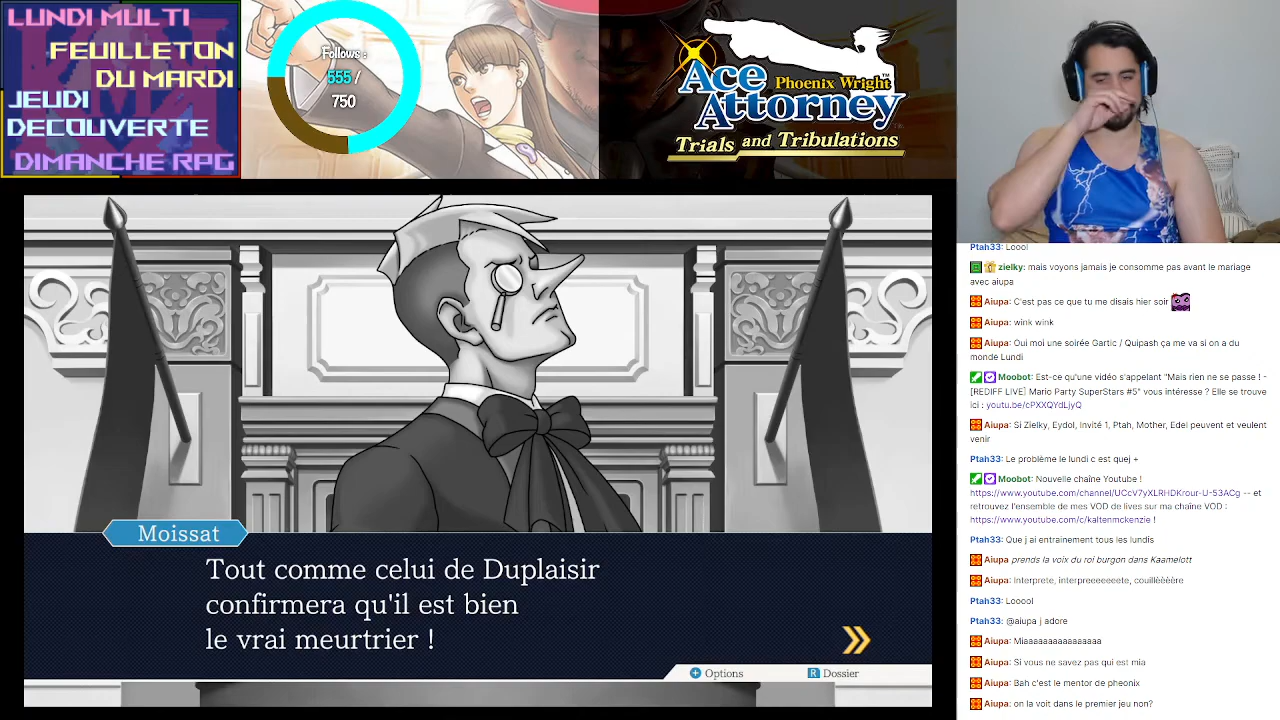 LUNDI MULTI
FEUILLETON
DU MARDI
JEUDI
DECOUVERTE
DIMANCHE RPG
Follows :
555 /
750
Phoenix Wright™
Ace
Attorney
Trials and Tribulations
Moissat
Tout comme celui de Duplaisir
confirmera qu'il est bien
le vrai meurtrier !
Options
R Dossier
Ptah33: Loool
zielky: mais voyons jamais je consomme pas avant le mariage
avec aiupa
Aiupa: C'est pas ce que tu me disais hier soir
Aiupa: wink wink
Aiupa: Oui moi une soirée Gartic / Quipash ça me va si on a du
monde Lundi
Moobot: Est-ce qu'une vidéo s'appelant "Mais rien ne se passe ! -
[REDIFF LIVE] Mario Party SuperStars #5" vous intéresse ? Elle se trouve
ici : youtu.be/cPXXQYdLjyQ
Aiupa: Si Zielky, Eydol, Invité 1, Ptah, Mother, Edel peuvent et veulent
venir
Ptah33: Le problème le lundi c est quej +
Moobot: Nouvelle chaîne Youtube !
https://www.youtube.com/channel/UCcV7yXLRHDKrour-U-53ACg -- et
retrouvez l'ensemble de mes VOD de lives sur ma chaîne VOD :
https://www.youtube.com/c/kaltenmckenzie !
Ptah33: Que j ai entrainement tous les lundis
Aiupa prends la voix du roi burgon dans Kaamelott
Aiupa: Interprete, interpreeeeeeete, couillèèèère
Ptah33: Looool
Ptah33: @aiupa j adore
Aiupa: Miaaaaaaaaaaaaaaaa
Aiupa: Si vous ne savez pas qui est mia
Aiupa: Bah c'est le mentor de pheonix
Aiupa: on la voit dans le premier jeu non?